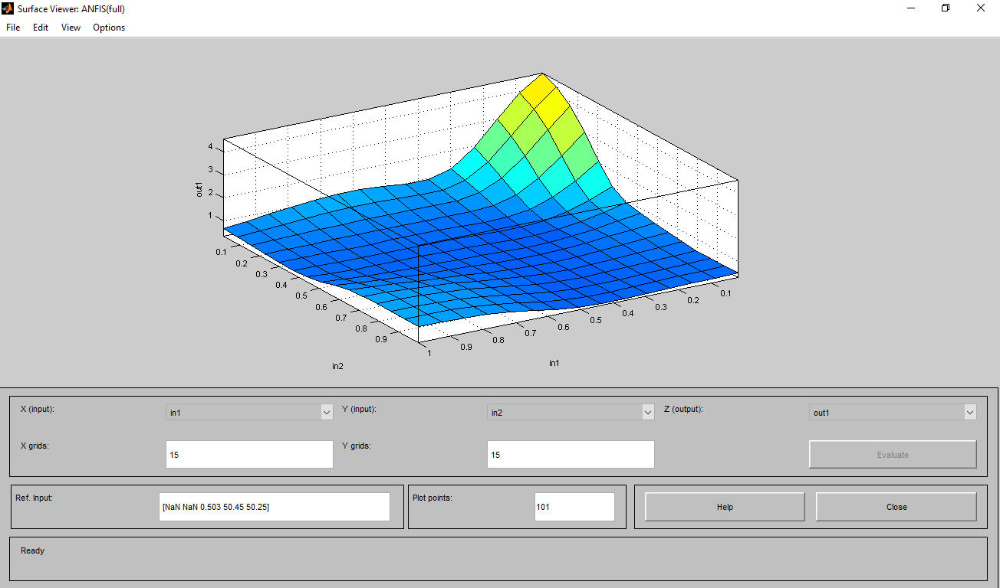 Surface Viewer: ANFIS(full)
File Edit View Options
4
3
2
1
out1
0.1
0.2
0.3
0.4
0.5
0.6
0.7
0.8
0.9
in2
1
0.9
0.8
0.7
0.6
0.5
0.4
0.3
0.2
0.1
in1
X (input): in1 Y (input): in2 Z (output): out1
X grids: 15 Y grids: 15 Evaluate
Ref. Input: [NaN NaN 0.503 50.45 50.25] Plot points: 101 Help Close
Ready